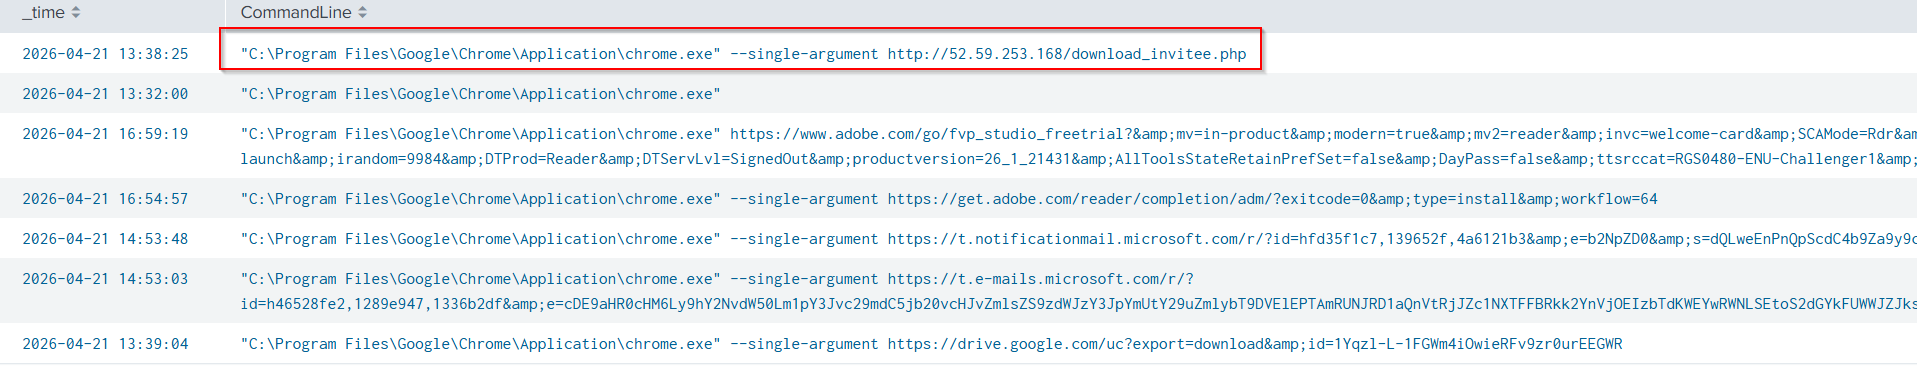 _time CommandLine
2026-04-21 13:38:25 "C:\Program Files\Google\Chrome\Application\chrome.exe" --single-argument http://52.59.253.168/download_invitee.php
2026-04-21 13:32:00 "C:\Program Files\Google\Chrome\Application\chrome.exe"
2026-04-21 16:59:19 "C:\Program Files\Google\Chrome\Application\chrome.exe" https://www.adobe.com/go/fvp_studio_freetrial?&amp;mv=in-product&amp;modern=true&amp;mv2=reader&amp;invc=welcome-card&amp;SCAMode=Rdr&am
launch&amp;irandom=9984&amp;DTProd=Reader&amp;DTServLvl=SignedOut&amp;productversion=26_1_21431&amp;AllToolsStateRetainPrefSet=false&amp;DayPass=false&amp;ttsrccat=RGS0480-ENU-Challenger1&amp;
2026-04-21 16:54:57 "C:\Program Files\Google\Chrome\Application\chrome.exe" --single-argument https://get.adobe.com/reader/completion/adm/?exitcode=0&amp;type=install&amp;workflow=64
2026-04-21 14:53:48 "C:\Program Files\Google\Chrome\Application\chrome.exe" --single-argument https://t.notificationmail.microsoft.com/r/?id=hfd35f1c7,139652f,4a6121b3&amp;e=b2NpZD0&amp;s=dQLweEnPnQpScdC4b9Za9y9c
2026-04-21 14:53:03 "C:\Program Files\Google\Chrome\Application\chrome.exe" --single-argument https://t.e-mails.microsoft.com/r/?
id=h46528fe2,1289e947,1336b2df&amp;e=cDE9aHR0cHM6Ly9hY2NvdW50Lm1pY3Jvc29mdC5jb20vcHJvZmlsZS9zdWJzY3JpYmUtY29uZmlybT9DVElEPTAmRUNJRD1aQnVtRjJZc1NXTFFBRkk2YnVjOEIzbTdKWEYwRWNLSEtoS2dGYkFUWWJZJks
2026-04-21 13:39:04 "C:\Program Files\Google\Chrome\Application\chrome.exe" --single-argument https://drive.google.com/uc?export=download&amp;id=1Yqzl-L-1FGWm4iOwieRFv9zr0urEEGWR